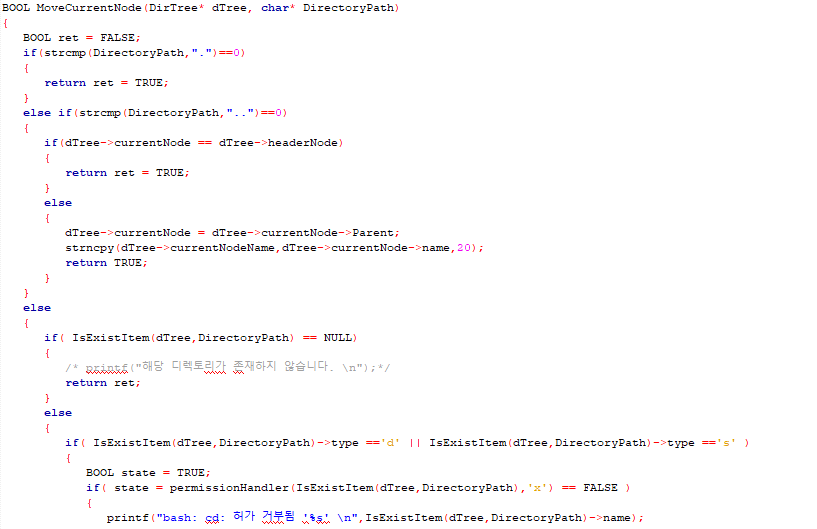 BOOL MoveCurrentNode(DirTree* dTree, char* DirectoryPath)
{
BOOL ret = FALSE;
if(strcmp(DirectoryPath,".")==0)
{
return ret = TRUE;
}
else if(strcmp(DirectoryPath,"..")==0)
{
if(dTree->currentNode == dTree->headerNode)
{
return ret = TRUE;
}
else
{
dTree->currentNode = dTree->currentNode->Parent;
strncpy(dTree->currentNodeName,dTree->currentNode->name,20);
return TRUE;
}
}
else
{
if( IsExistItem(dTree,DirectoryPath) == NULL)
{
/* printf("해당 디렉토리가 존재하지 않습니다. \n");*/
return ret;
}
else
{
if( IsExistItem(dTree,DirectoryPath)->type =='d' || IsExistItem(dTree,DirectoryPath)->type =='s' )
{
BOOL state = TRUE;
if( state = permissionHandler(IsExistItem(dTree,DirectoryPath),'x') == FALSE )
{
printf("bash: cd: 허가 거부됨 '%s' \n",IsExistItem(dTree,DirectoryPath)->name);